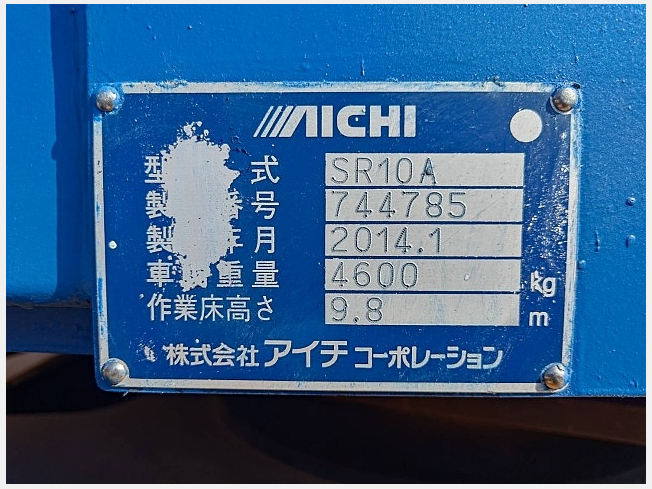 AICHI
型 式 SR10A
製 番号 744785
製 年月 2014.1
車 重量 4600 kg
作業床高さ 9.8 m
株式会社アイチコーポレーション